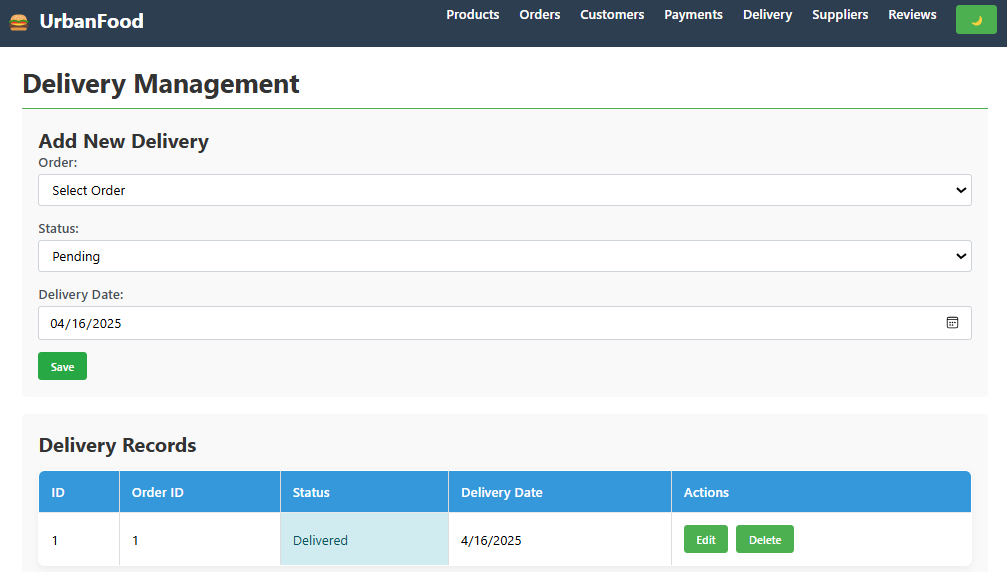 UrbanFood
Products Orders Customers Payments Delivery Suppliers Reviews
Delivery Management
Add New Delivery
Order:
Select Order
Status:
Pending
Delivery Date:
04/16/2025
Save
Delivery Records
ID Order ID Status Delivery Date Actions
1 1 Delivered 4/16/2025 Edit Delete